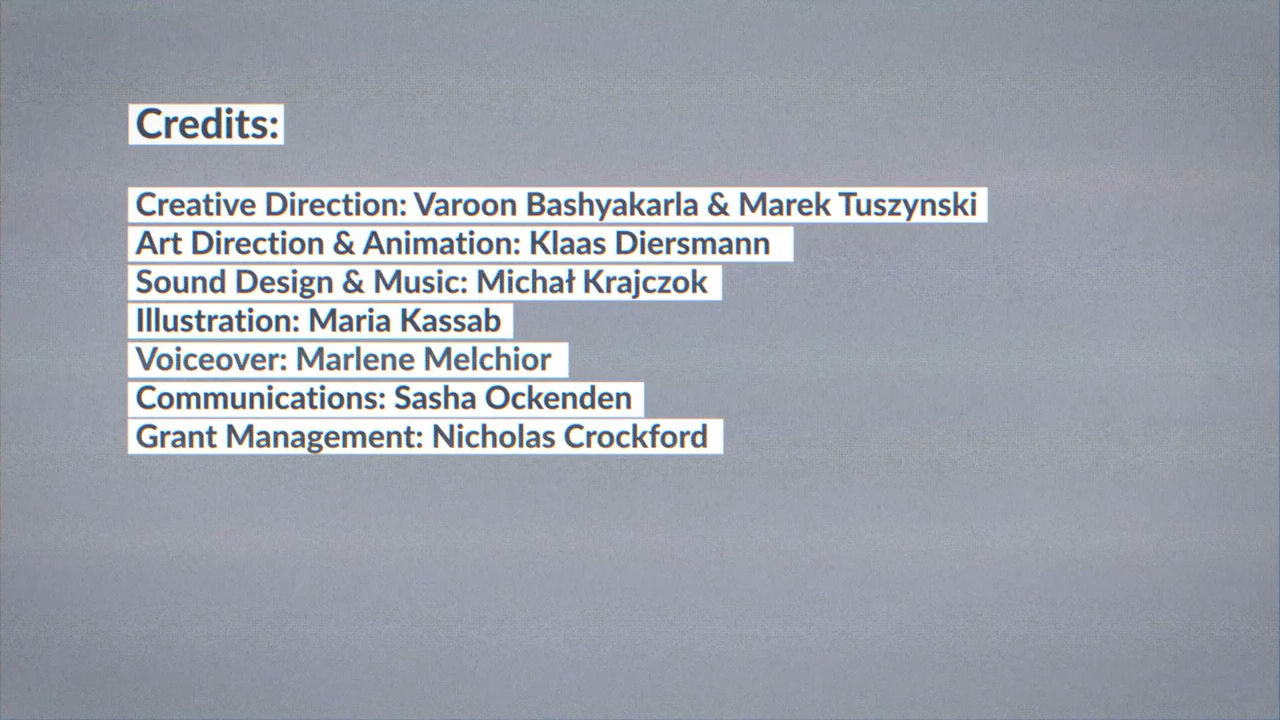 Credits:
Creative Direction: Varoon Bashyakarla & Marek Tuszynski
Art Direction & Animation: Klaas Diersmann
Sound Design & Music: Michał Krajczok
Illustration: Maria Kassab
Voiceover: Marlene Melchior
Communications: Sasha Ockenden
Grant Management: Nicholas Crockford